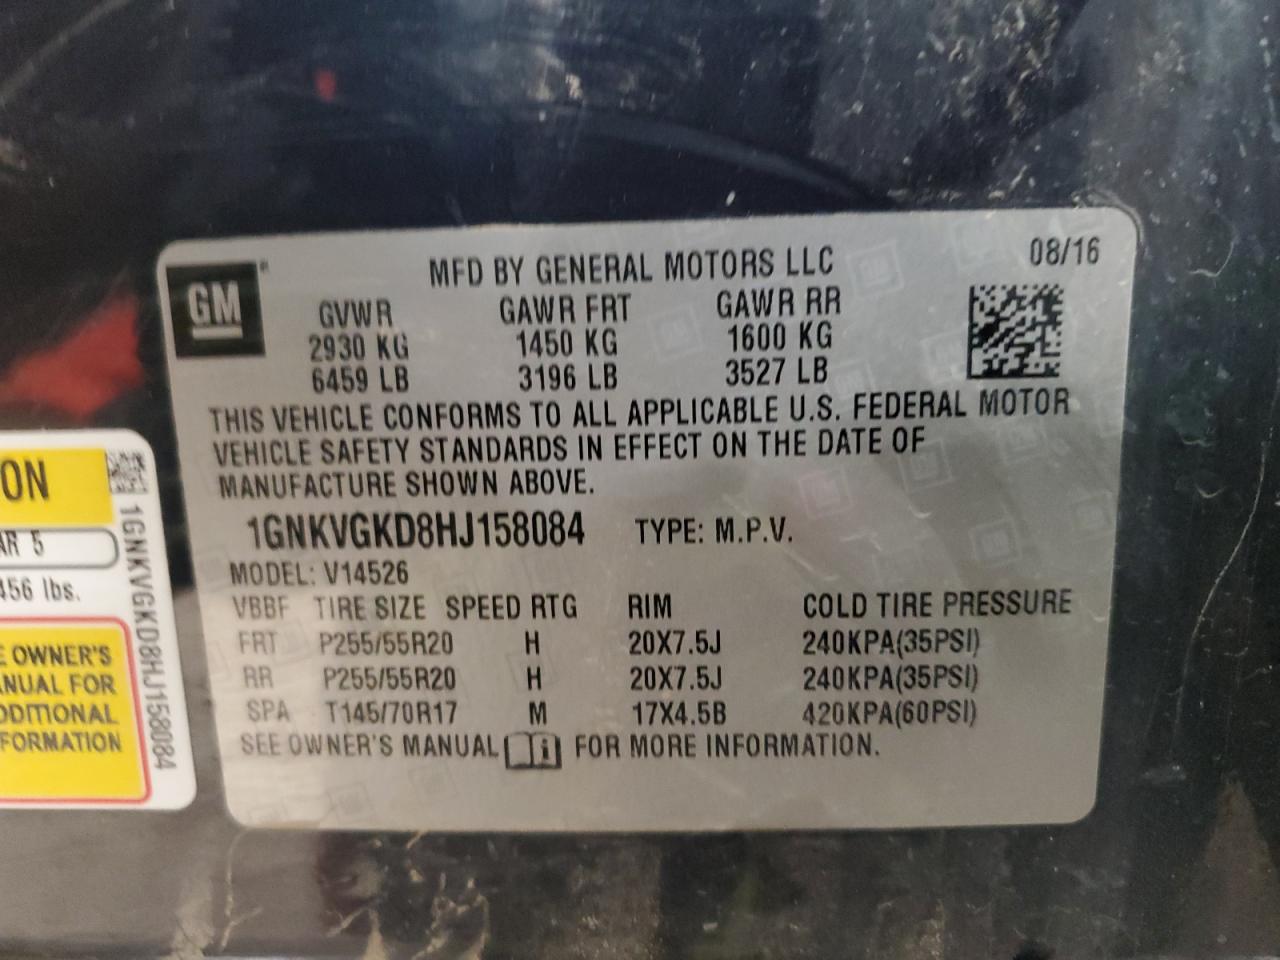 GM
MFD BY GENERAL MOTORS LLC
08/16
GVWR GAWR FRT GAWR RR
2930 KG 1450 KG 1600 KG
6459 LB 3196 LB 3527 LB
THIS VEHICLE CONFORMS TO ALL APPLICABLE U.S. FEDERAL MOTOR
VEHICLE SAFETY STANDARDS IN EFFECT ON THE DATE OF
MANUFACTURE SHOWN ABOVE.
1GNKVGKD8HJ158084 TYPE: M.P.V.
MODEL: V14526
VBBF TIRE SIZE SPEED RTG RIM COLD TIRE PRESSURE
FRT P255/55R20 H 20X7.5J 240KPA(35PSI)
RR P255/55R20 H 20X7.5J 240KPA(35PSI)
SPA T145/70R17 M 17X4.5B 420KPA(60PSI)
SEE OWNER'S MANUAL i FOR MORE INFORMATION.
ON
AR 5
456 lbs.
E OWNER'S
ANUAL FOR
DDITIONAL
FORMATION
1GNKVGKD8HJ158084